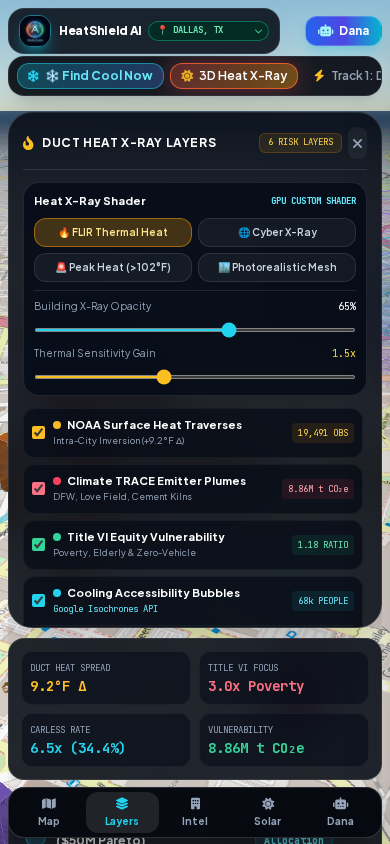 HeatShield AI
📍 DALLAS, TX
Dana
❄️ Find Cool Now
3D Heat X-Ray
Track 1: D
DUCT HEAT X-RAY LAYERS
6 RISK LAYERS
Heat X-Ray Shader
GPU CUSTOM SHADER
🔥 FLIR Thermal Heat
🌐 Cyber X-Ray
🚨 Peak Heat (>102°F)
🏙️ Photorealistic Mesh
Building X-Ray Opacity
65%
Thermal Sensitivity Gain
1.5x
NOAA Surface Heat Traverses
Intra-City Inversion (+9.2°F Δ)
19,491 OBS
Climate TRACE Emitter Plumes
DFW, Love Field, Cement Kilns
8.86M t CO₂e
Title VI Equity Vulnerability
Poverty, Elderly & Zero-Vehicle
1.18 RATIO
Cooling Accessibility Bubbles
Google Isochrones API
68k PEOPLE
DUCT HEAT SPREAD
9.2°F Δ
TITLE VI FOCUS
3.0x Poverty
CARLESS RATE
6.5x (34.4%)
VULNERABILITY
8.86M t CO₂e
Map
Layers
Intel
Solar
Dana
($50M Pareto)
Allocation